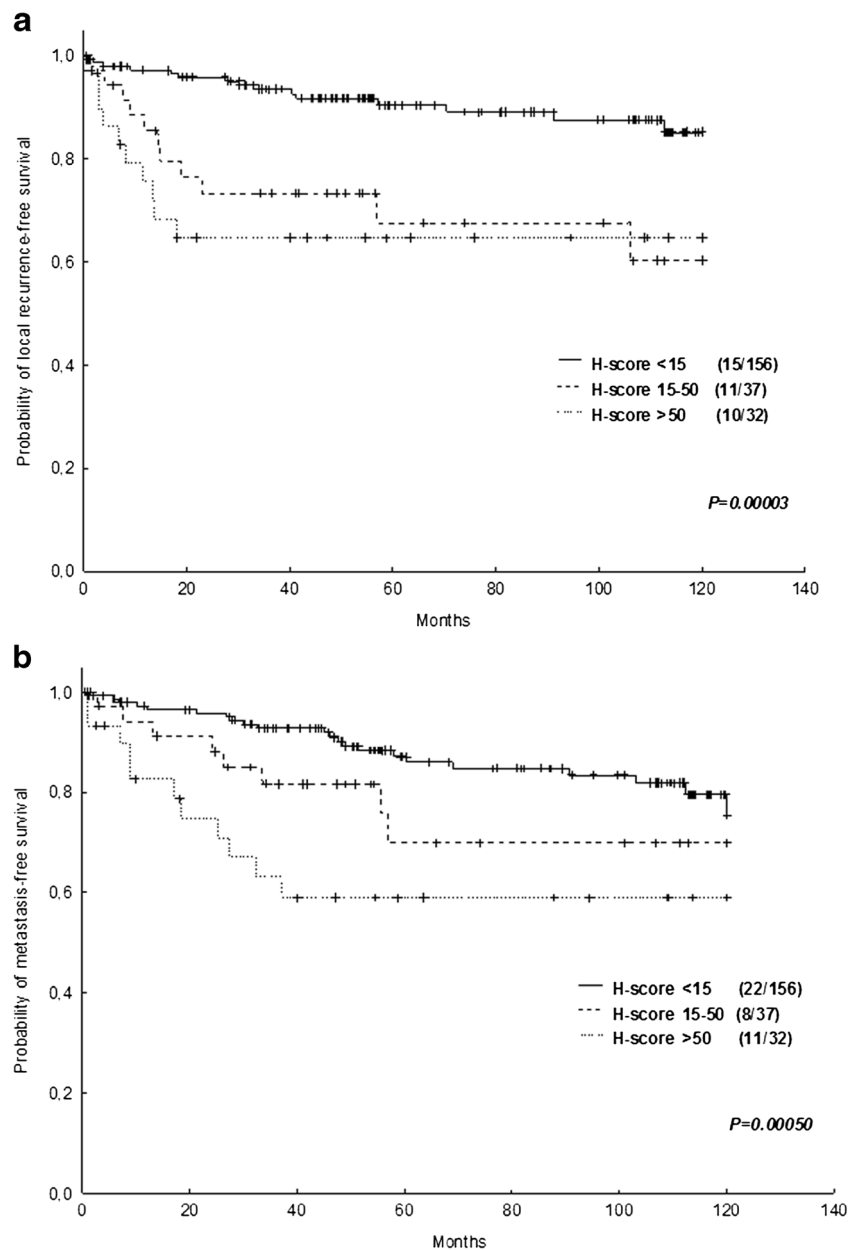 a
1,0
0,8
0,6
0,4
0,2
0,0
Probability of local recurrence-free survival
H-score <15 (15/156)
H-score 15-50 (11/37)
H-score >50 (10/32)
P=0.00003
0 20 40 60 80 100 120 140
Months
b
1,0
0,8
0,6
0,4
0,2
0,0
Probability of metastasis-free survival
H-score <15 (22/156)
H-score 15-50 (8/37)
H-score >50 (11/32)
P=0.00050
0 20 40 60 80 100 120 140
Months